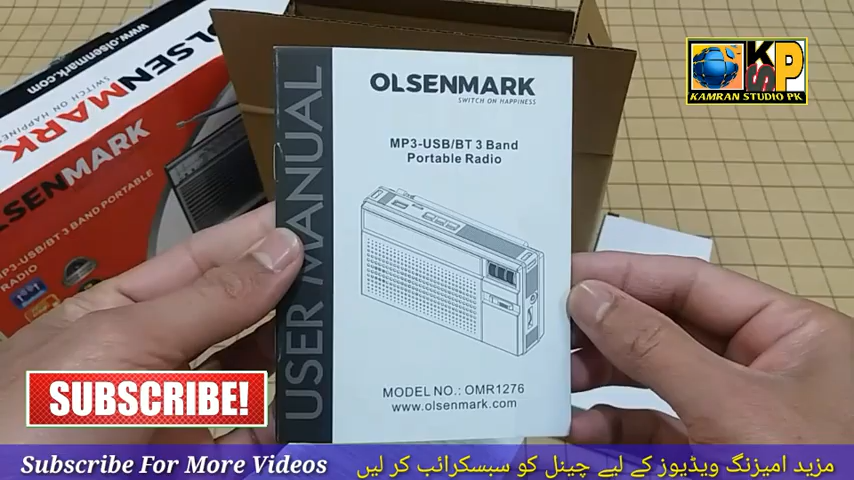 www.olsenmark.com
OLSENMARK
SWITCH ON HAPPINESS
OLSENMARK
MP3-USB/BT 3 BAND PORTABLE
RADIO
USER MANUAL
OLSENMARK
SWITCH ON HAPPINESS
MP3-USB/BT 3 Band
Portable Radio
MODEL NO.: OMR1276
www.olsenmark.com
KSP
KAMRAN STUDIO PK
SUBSCRIBE!
Subscribe For More Videos
مزید امیزنگ ویڈیوز کے لیے چینل کو سبسکرائب کر لیں